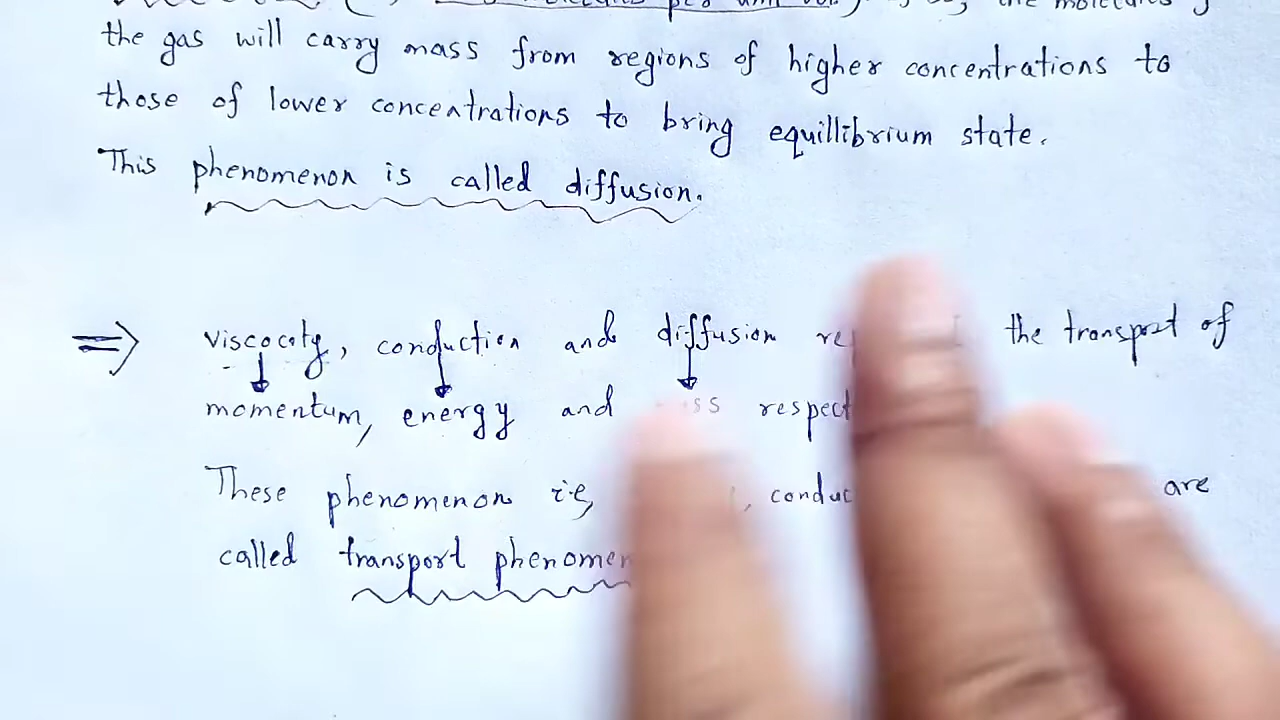 the gas will carry mass from regions of higher concentrations to
those of lower concentrations to bring equillibrium state.
This phenomenon is called diffusion.
viscocity, conduction and diffusion the transport of
momentum, energy and
These phenomenon ie, are
called transport